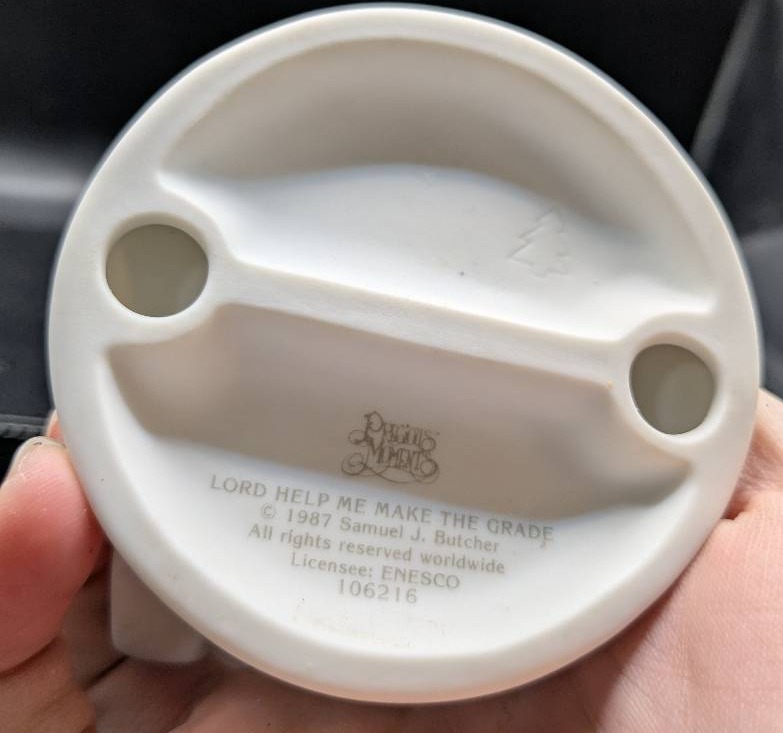 PRECIOUS
MOMENTS
LORD HELP ME MAKE THE GRADE
© 1987 Samuel J. Butcher
All rights reserved worldwide
Licensee: ENESCO
106216